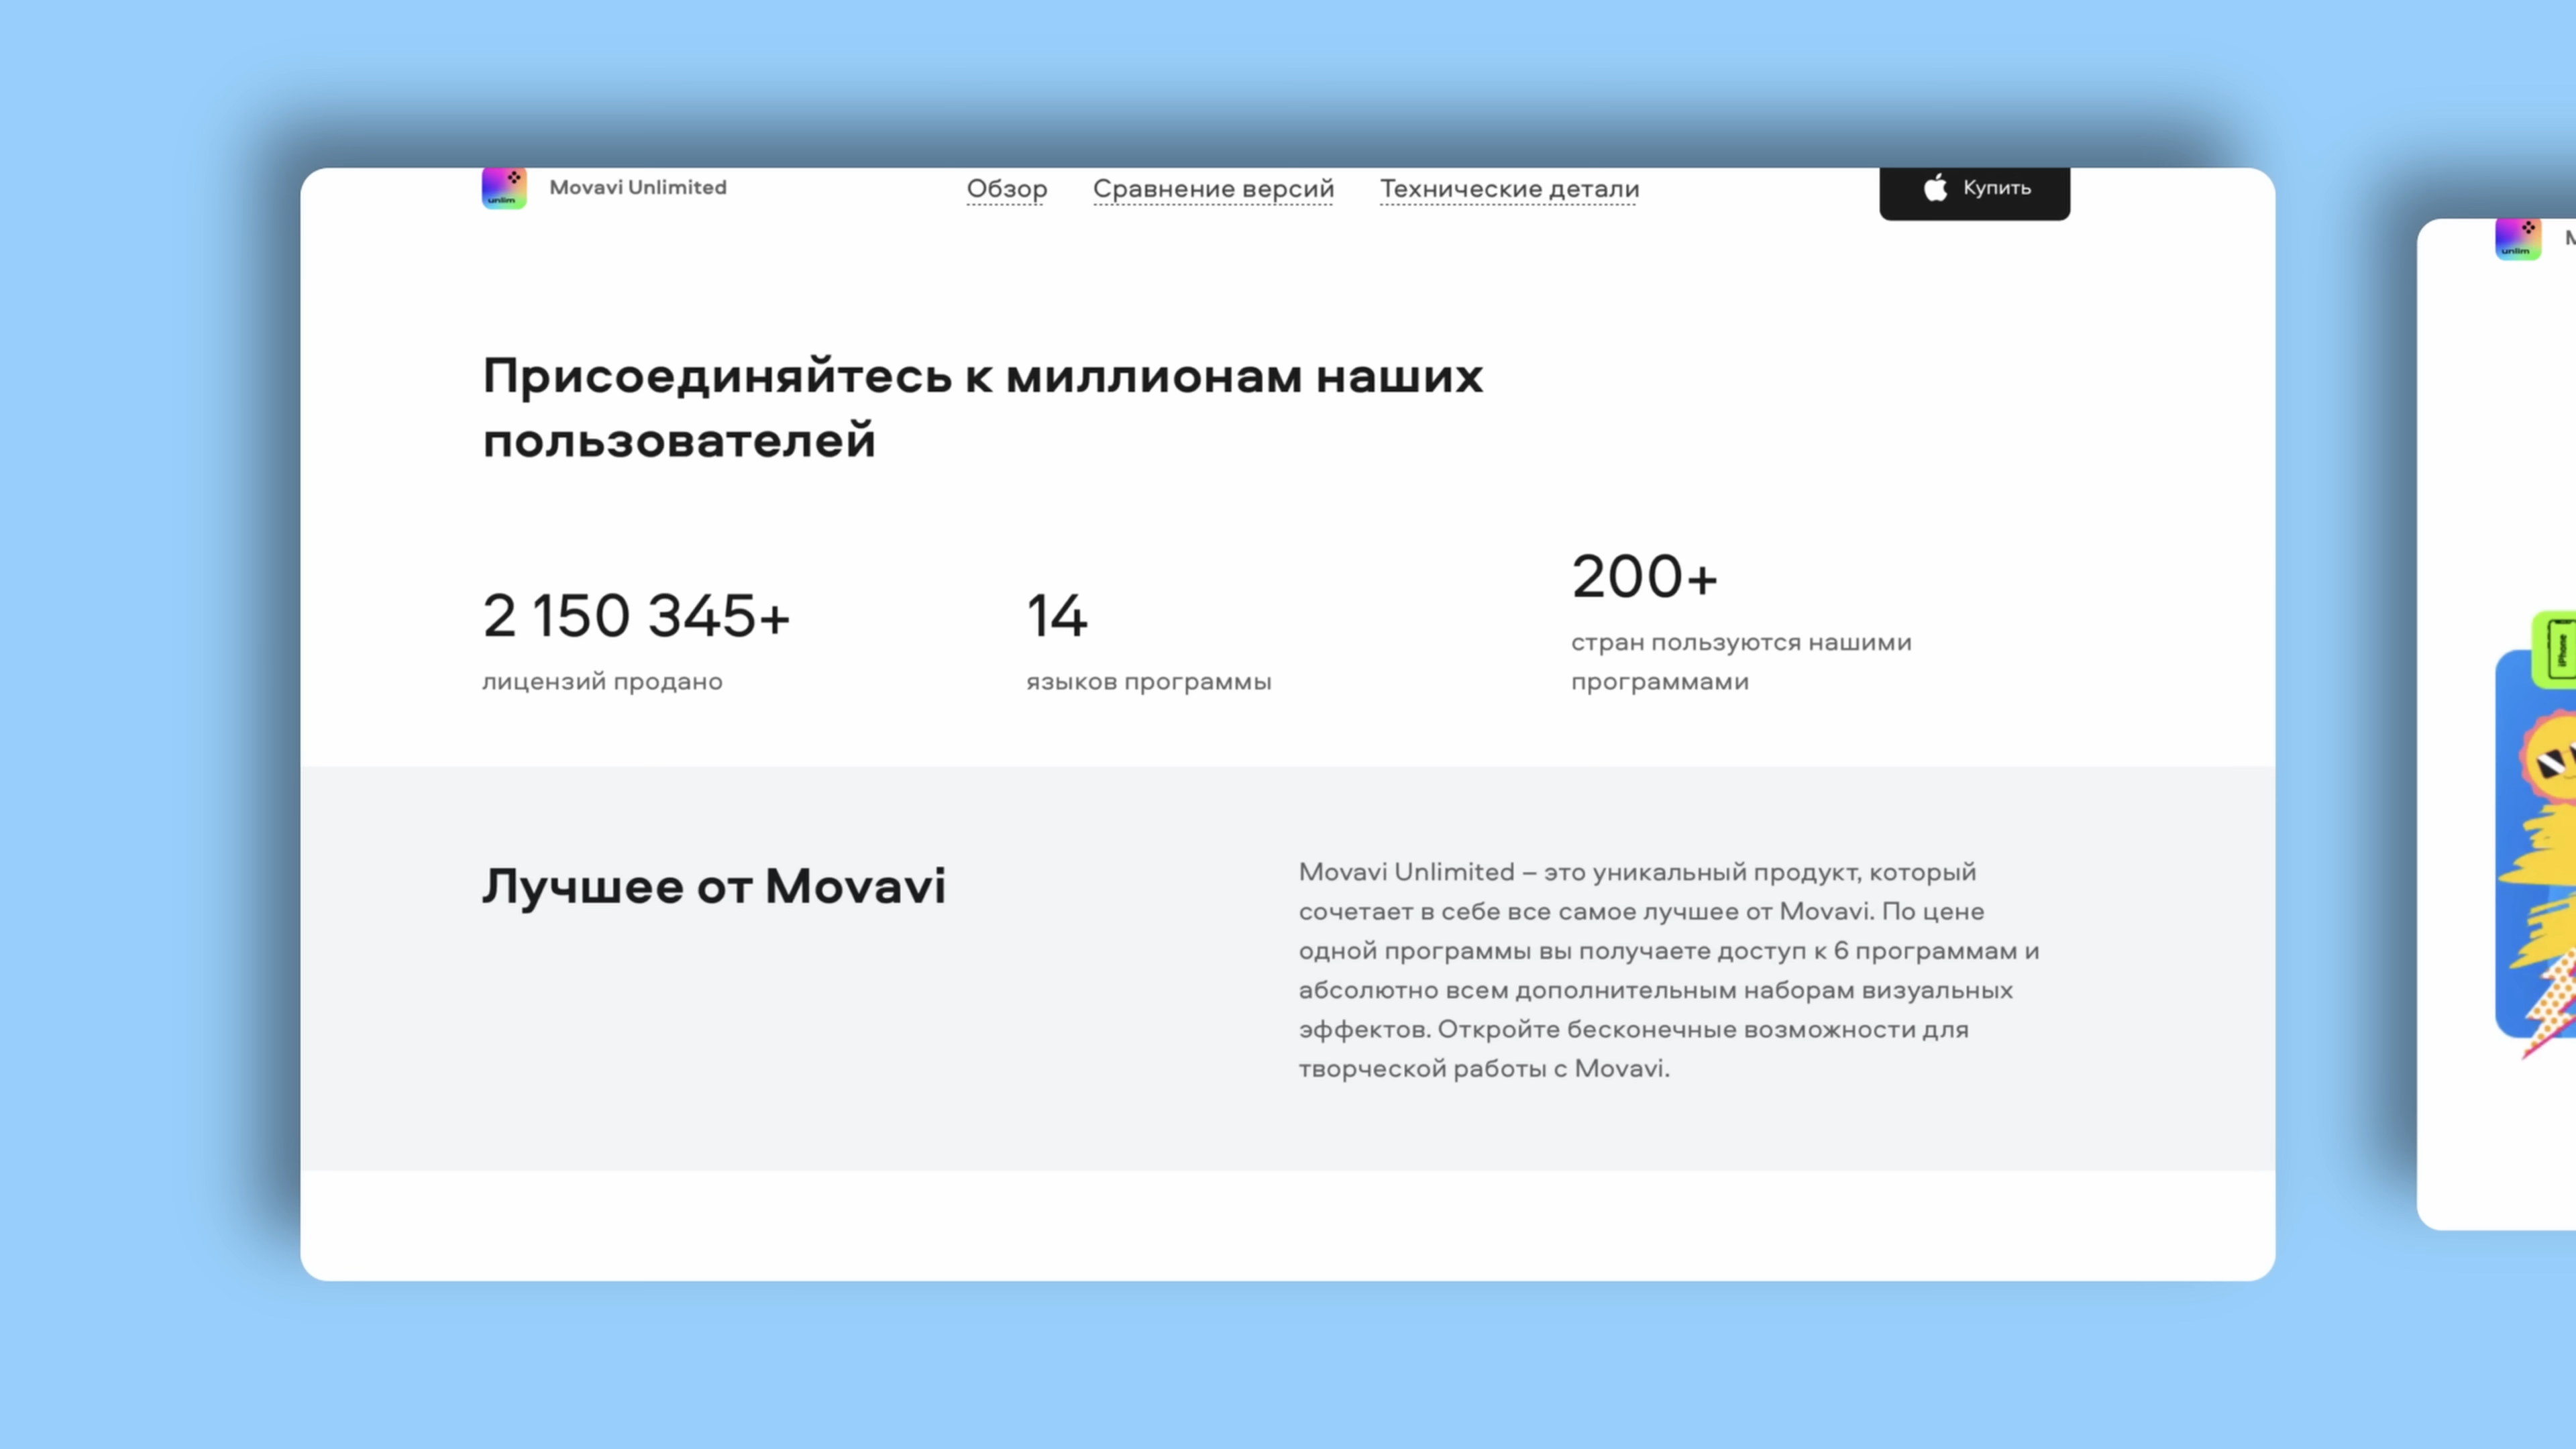 unlim
Movavi Unlimited
Обзор
Сравнение версий
Технические детали
Купить
Присоединяйтесь к миллионам наших
пользователей
2 150 345+
лицензий продано
14
языков программы
200+
стран пользуются нашими
программами
Лучшее от Movavi
Movavi Unlimited – это уникальный продукт, который
сочетает в себе все самое лучшее от Movavi. По цене
одной программы вы получаете доступ к 6 программам и
абсолютно всем дополнительным наборам визуальных
эффектов. Откройте бесконечные возможности для
творческой работы с Movavi.
unlim
iPhone